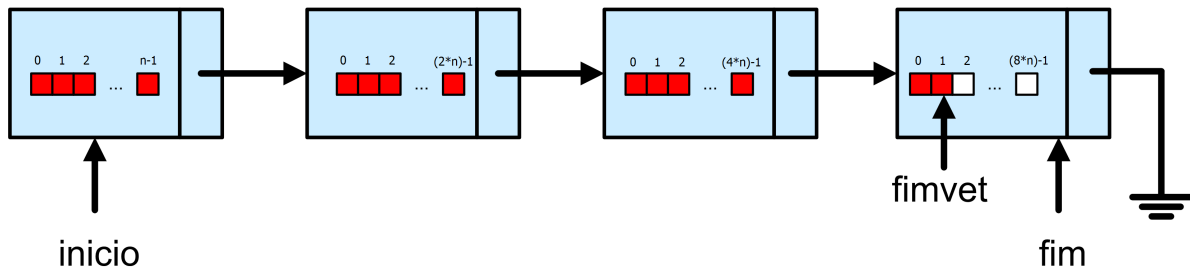 0 1 2 n-1
...
0 1 2 (2*n)-1
...
0 1 2 (4*n)-1
...
0 1 2 (8*n)-1
...
fimvet
inicio
fim